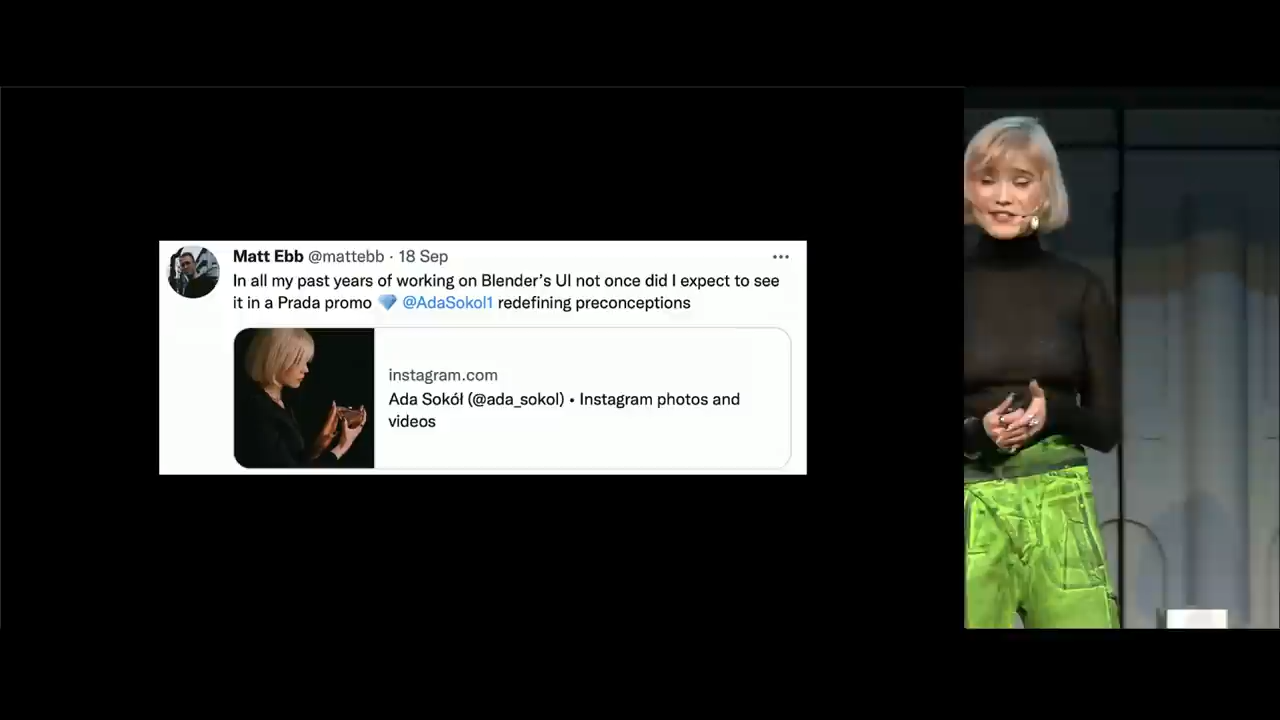 Matt Ebb @mattebb · 18 Sep
In all my past years of working on Blender's UI not once did I expect to see
it in a Prada promo 💎 @AdaSokol1 redefining preconceptions
instagram.com
Ada Sokół (@ada_sokol) • Instagram photos and
videos